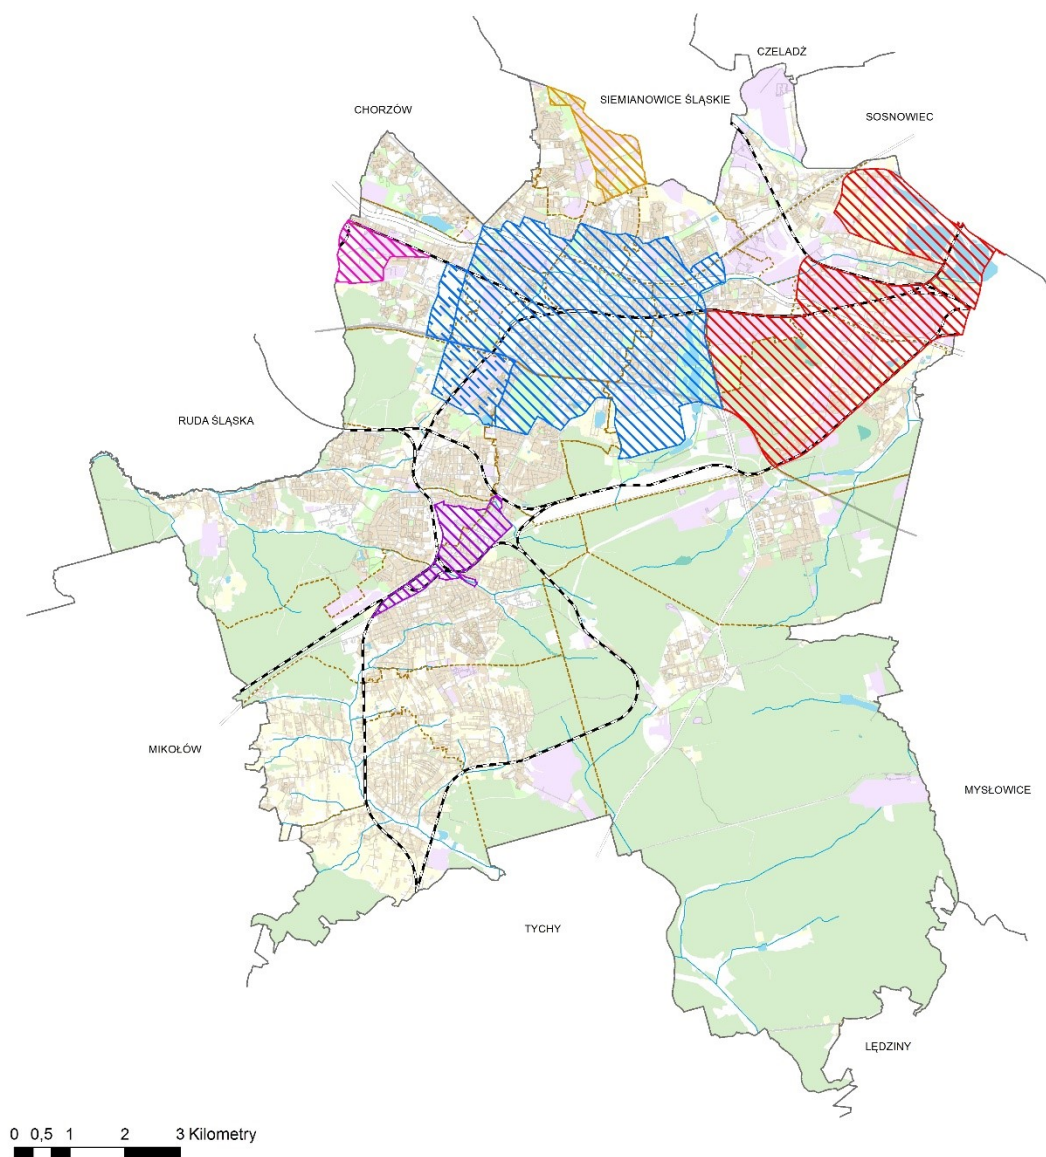 CZELADŹ
SIEMIANOWICE ŚLĄSKIE
CHORZÓW
SOSNOWIEC
RUDA ŚLĄSKA
MIKOŁÓW
MYSŁOWICE
TYCHY
LĘDZINY
0 0,5 1 2 3 Kilometry